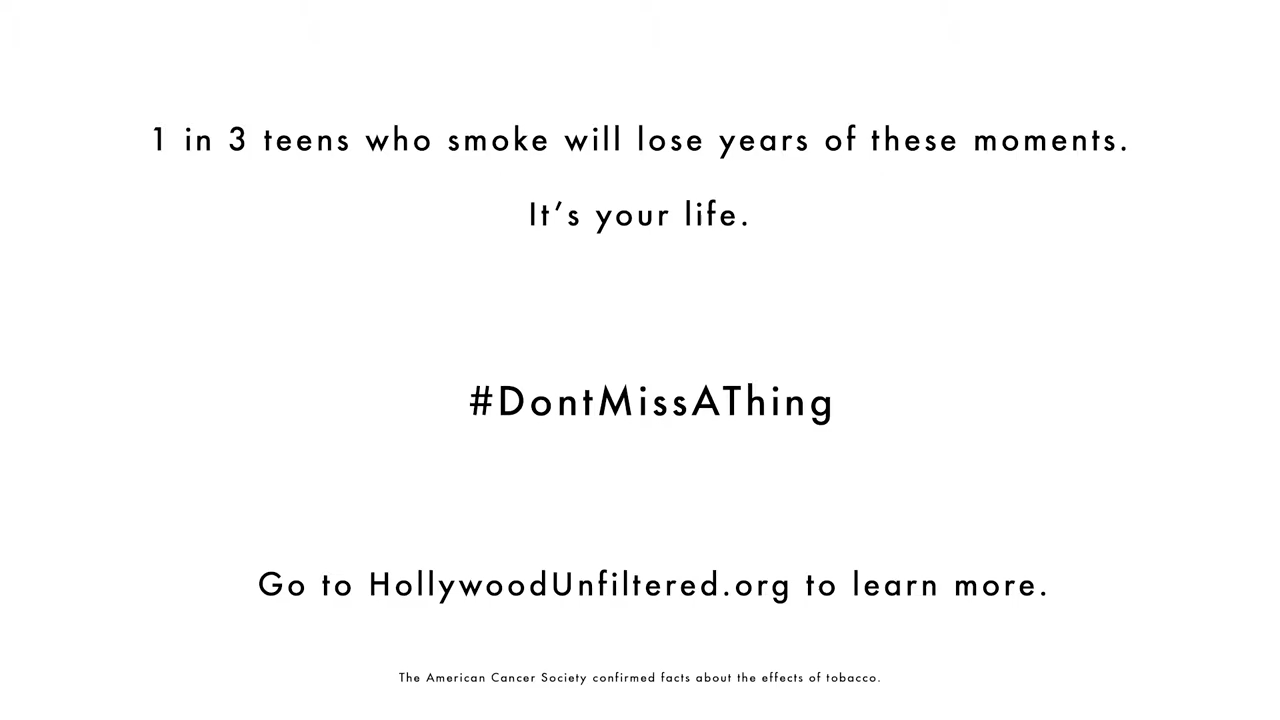 1 in 3 teens who smoke will lose years of these moments.
It’s your life.
#DontMissAThing
Go to HollywoodUnfiltered.org to learn more.
The American Cancer Society confirmed facts about the effects of tobacco.